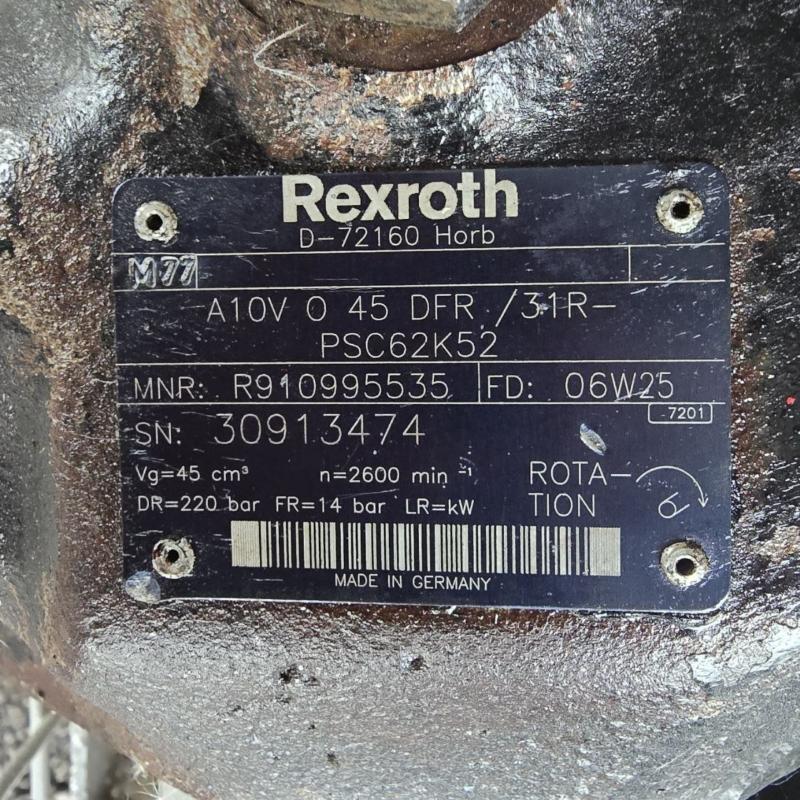 Rexroth
D-72160 Horb
M77
A10V O 45 DFR /31R-
PSC62K52
MNR: R910995535 FD: 06W25
-7201
SN: 30913474
Vg=45 cm³ n=2600 min⁻¹ ROTA-
DR=220 bar FR=14 bar LR=kW TION
MADE IN GERMANY